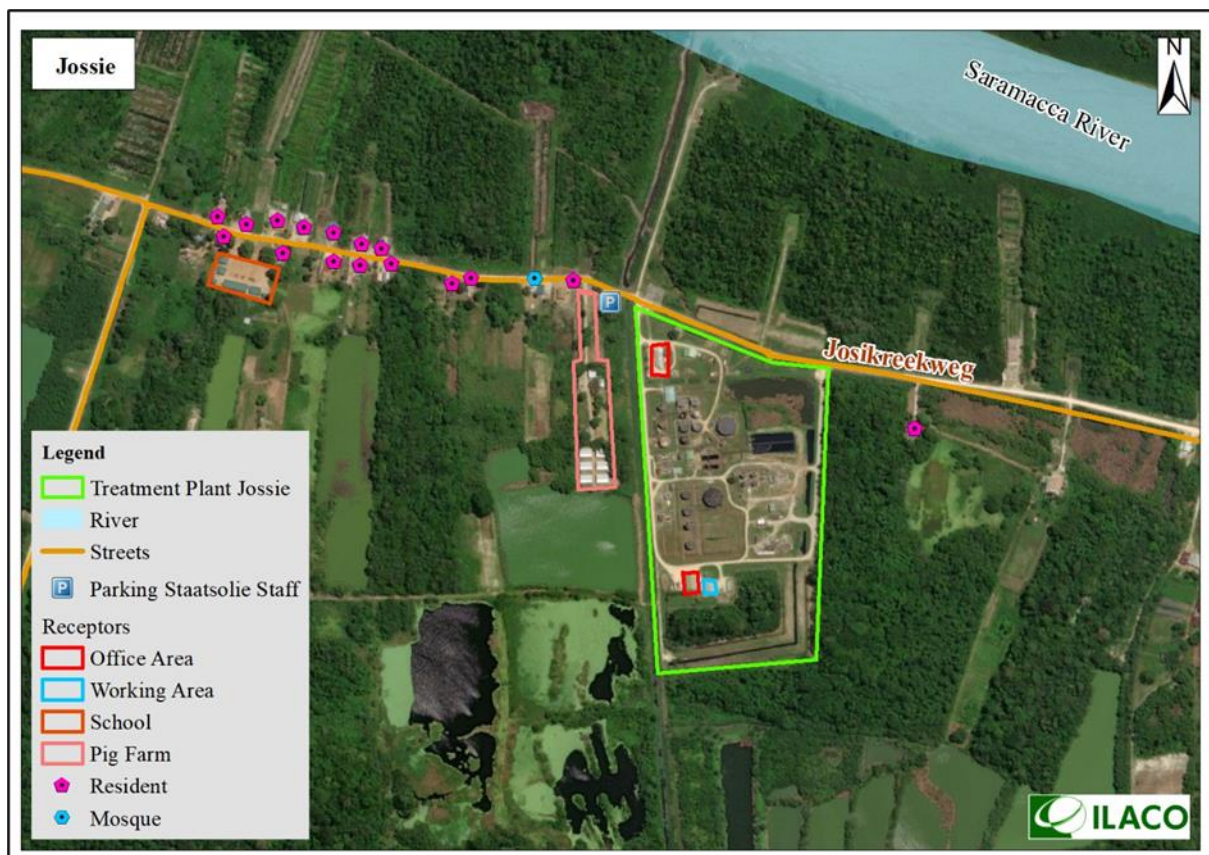 Jossie
N
Saramacca River
Josikreekweg
P
Legend
Treatment Plant Jossie
River
Streets
P Parking Staatsolie Staff
Receptors
Office Area
Working Area
School
Pig Farm
Resident
Mosque
ILACO